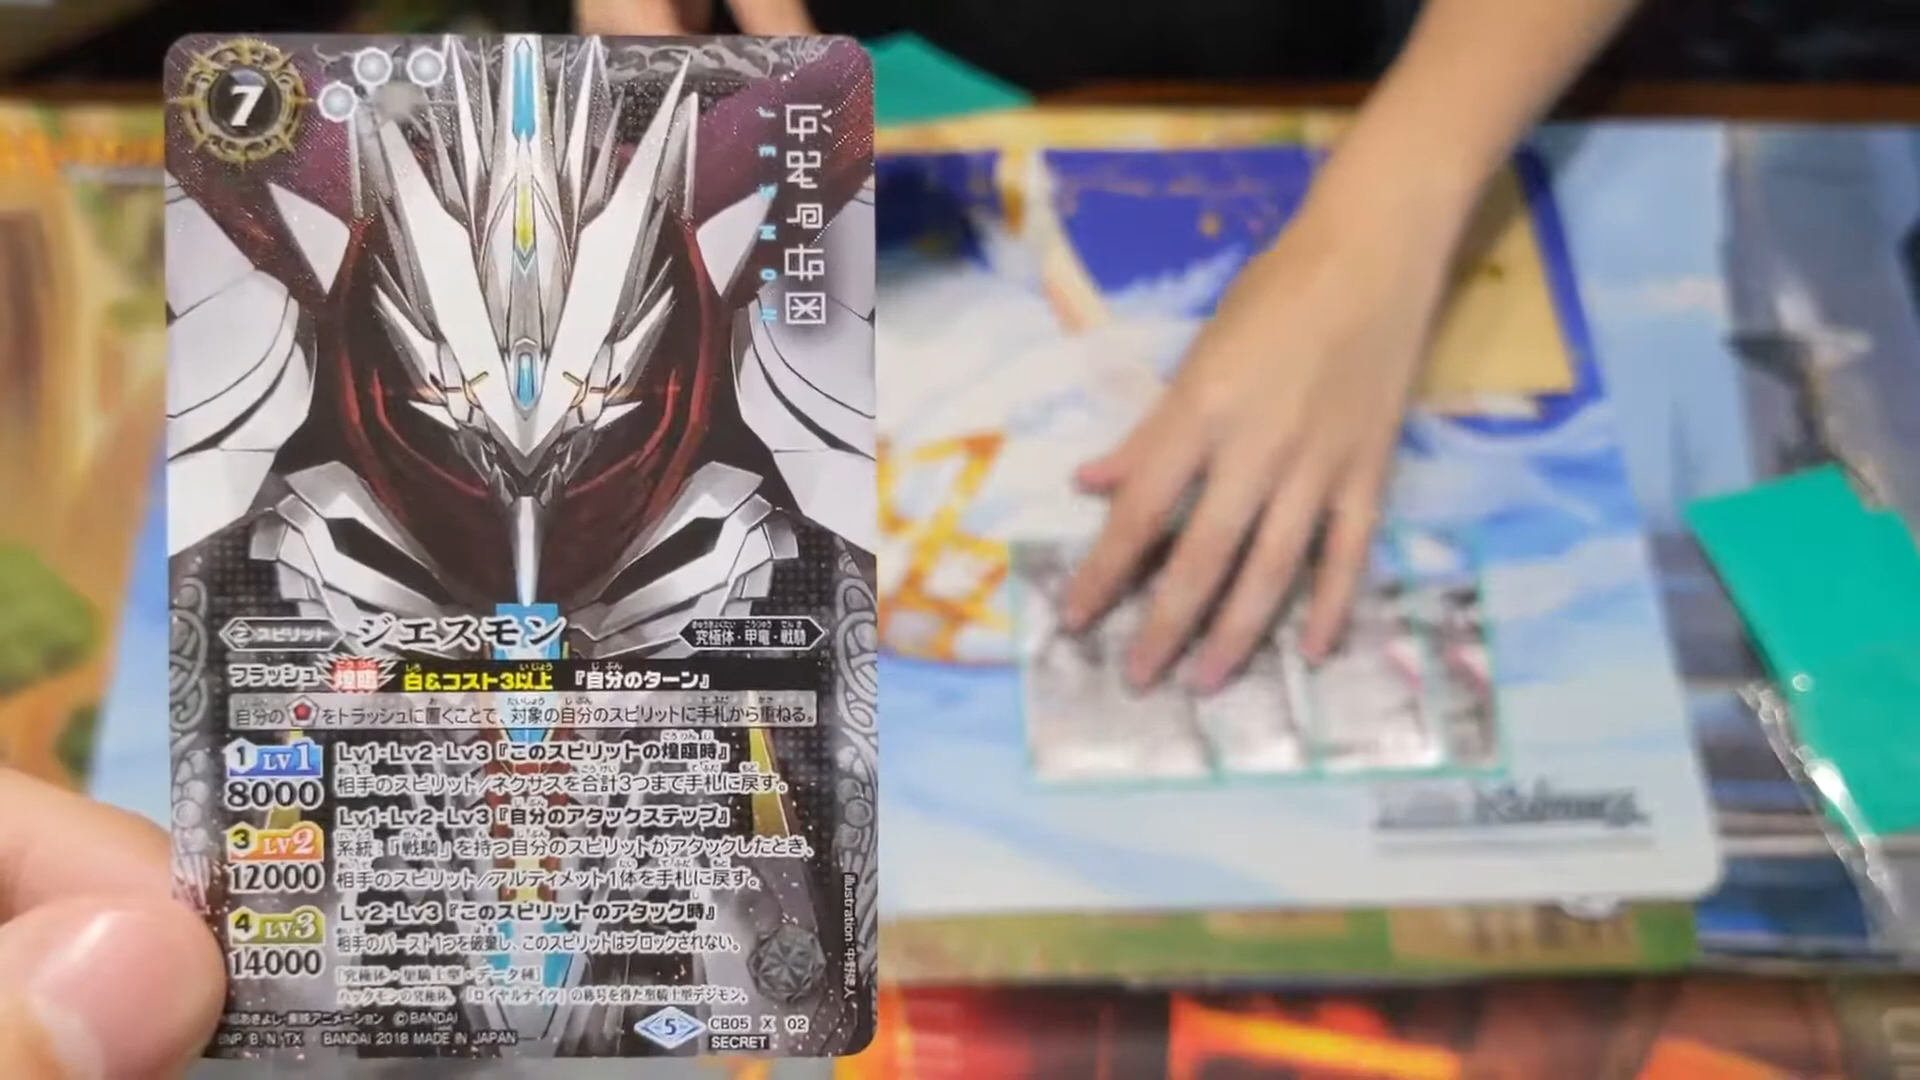 7
JESMON
スピリット
ジエスモン
究極体・甲竜・戦騎
フラッシュ 煌臨 白&コスト3以上 『自分のターン』
自分の をトラッシュに置くことで、対象の自分のスピリットに手札から重ねる。
1 LV1 8000
Lv1・Lv2・Lv3『このスピリットの煌臨時』
相手のスピリット/ネクサスを合計3つまで手札に戻す。
Lv1・Lv2・Lv3『自分のアタックステップ』
3 LV2 12000
系統:「戦騎」を持つ自分のスピリットがアタックしたとき、
相手のスピリット/アルティメット1体を手札に戻す。
4 LV3 14000
Lv2・Lv3『このスピリットのアタック時』
相手のバースト1つを破棄し、このスピリットはブロックされない。
[究極体・聖騎士型・データ種]
ハックモンの究極体。「ロイヤルナイツ」の称号を得た聖騎士型デジモン。
あきよし・東映アニメーション ©BANDAI
BANDAI 2018 MADE IN JAPAN
5
CB05 X 02
SECRET
Illustration: